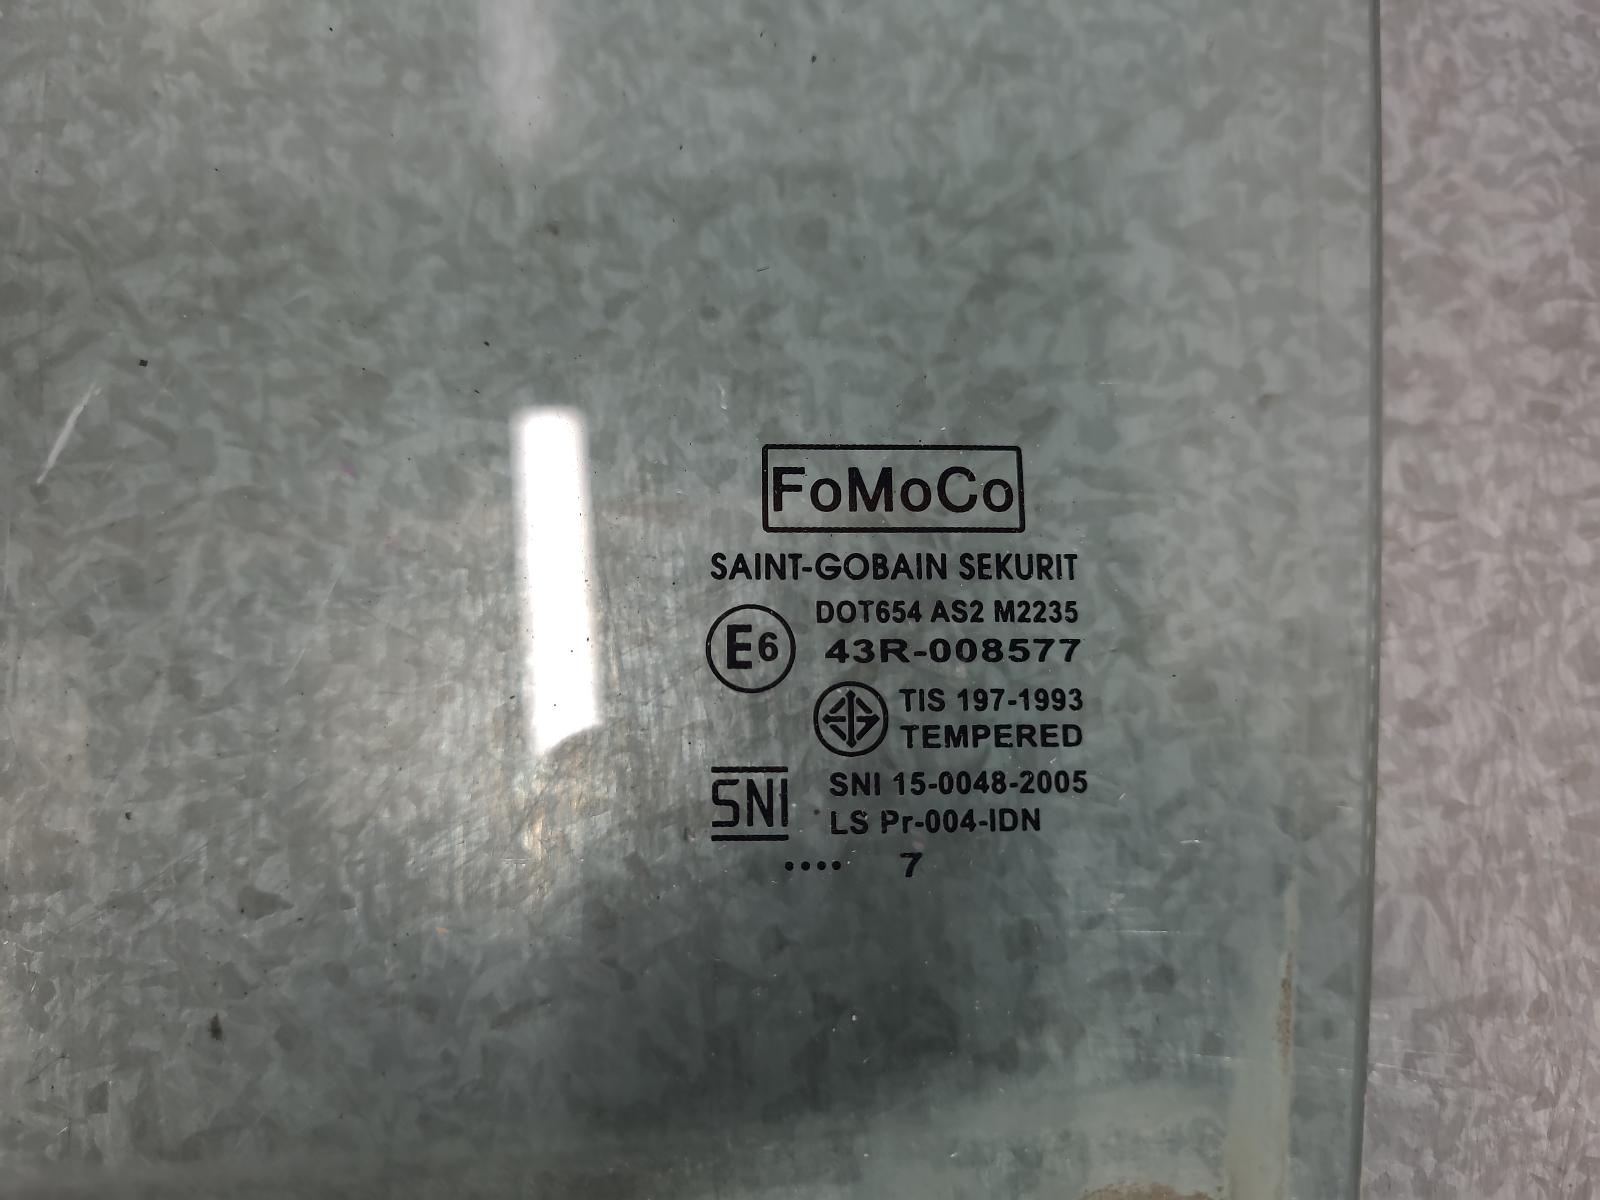 FoMoCo
SAINT-GOBAIN SEKURIT
DOT654 AS2 M2235
E6 43R-008577
TIS 197-1993
TEMPERED
SNI SNI 15-0048-2005
LS Pr-004-IDN
.... 7